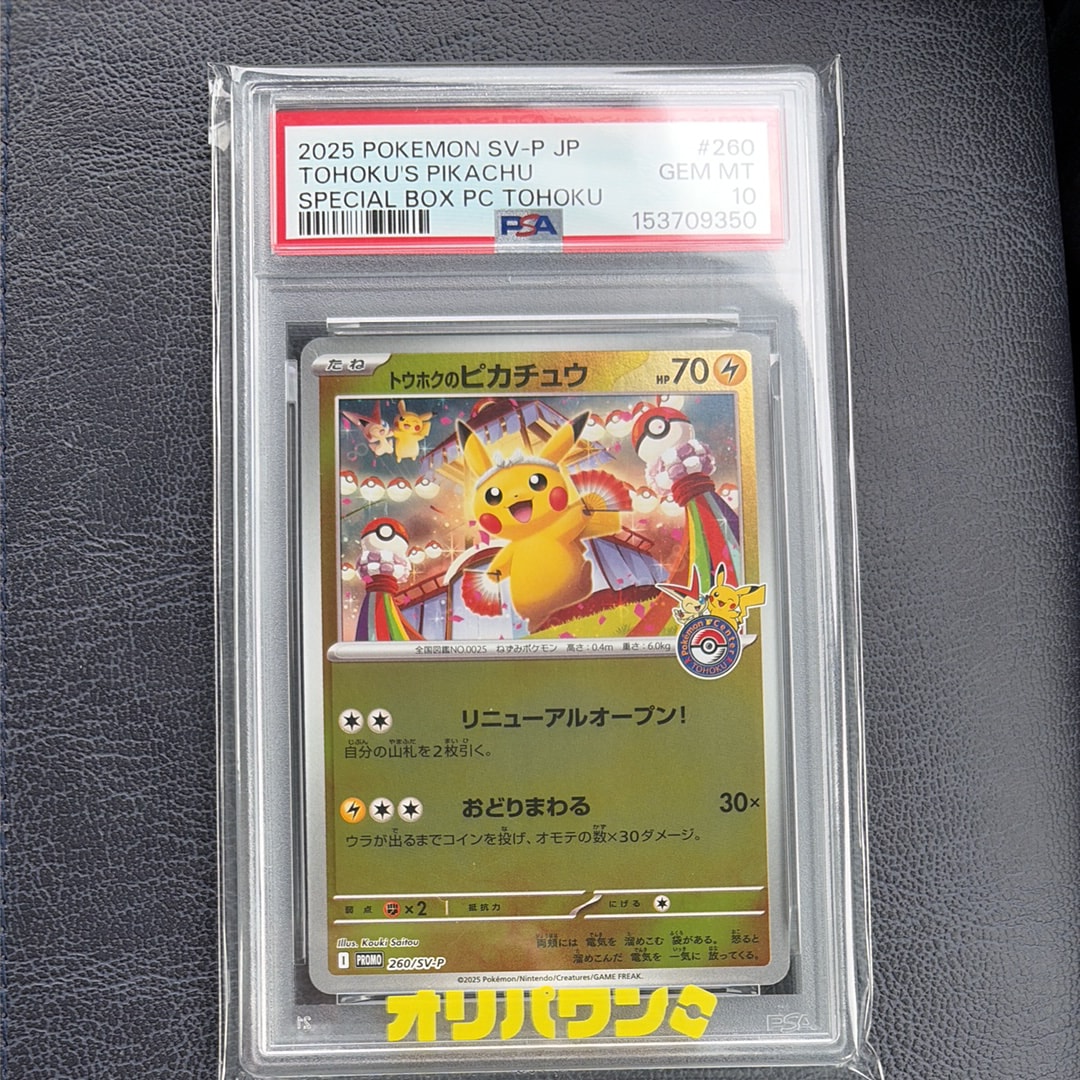 2025 POKEMON SV-P JP #260
TOHOKU'S PIKACHU GEM MT
SPECIAL BOX PC TOHOKU 10
PSA 153709350
たね トウホクのピカチュウ HP 70
全国図鑑NO.0025 ねずみポケモン 高さ:0.4m 重さ:6.0kg
Pokémon Center
TOHOKU
リニューアルオープン!
自分の山札を2枚引く。
おどりまわる 30×
ウラが出るまでコインを投げ、オモテの数×30ダメージ。
弱点 ×2 抵抗力 にげる
両頬には 電気を 溜めこむ 袋がある。 怒ると
溜めこんだ 電気を 一気に 放ってくる。
Illus. Kouki Saitou
I PROMO 260/SV-P
©2025 Pokémon/Nintendo/Creatures/GAME FREAK.
オリパワンミ
PSA